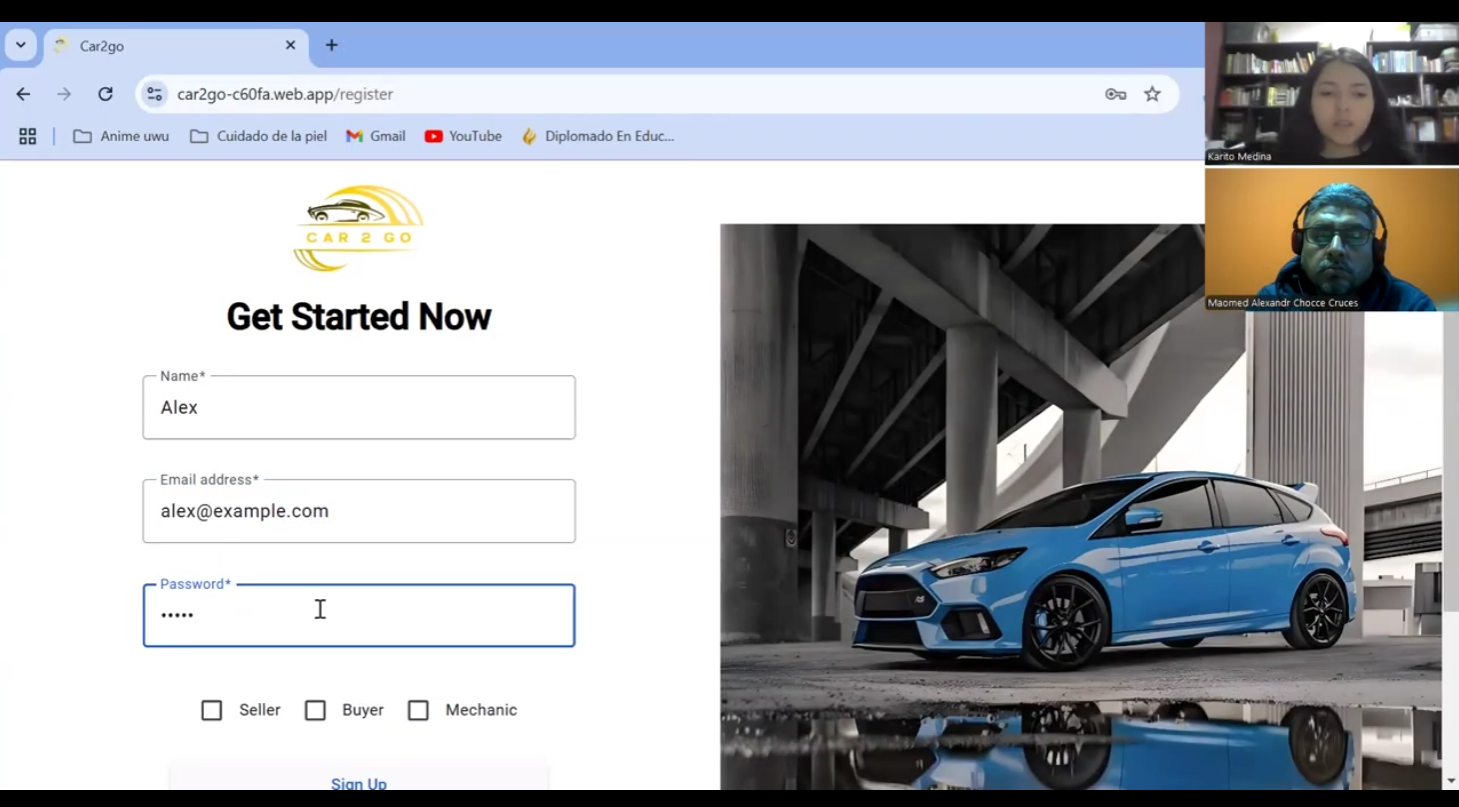 Car2go
car2go-c60fa.web.app/register
Anime uwu
Cuidado de la piel
Gmail
YouTube
Diplomado En Educ...
Karito Medina
Maomed Alexandr Chocce Cruces
CAR 2 GO
Get Started Now
Name*
Alex
Email address*
alex@example.com
Password*
•••••
Seller
Buyer
Mechanic
Sign Up